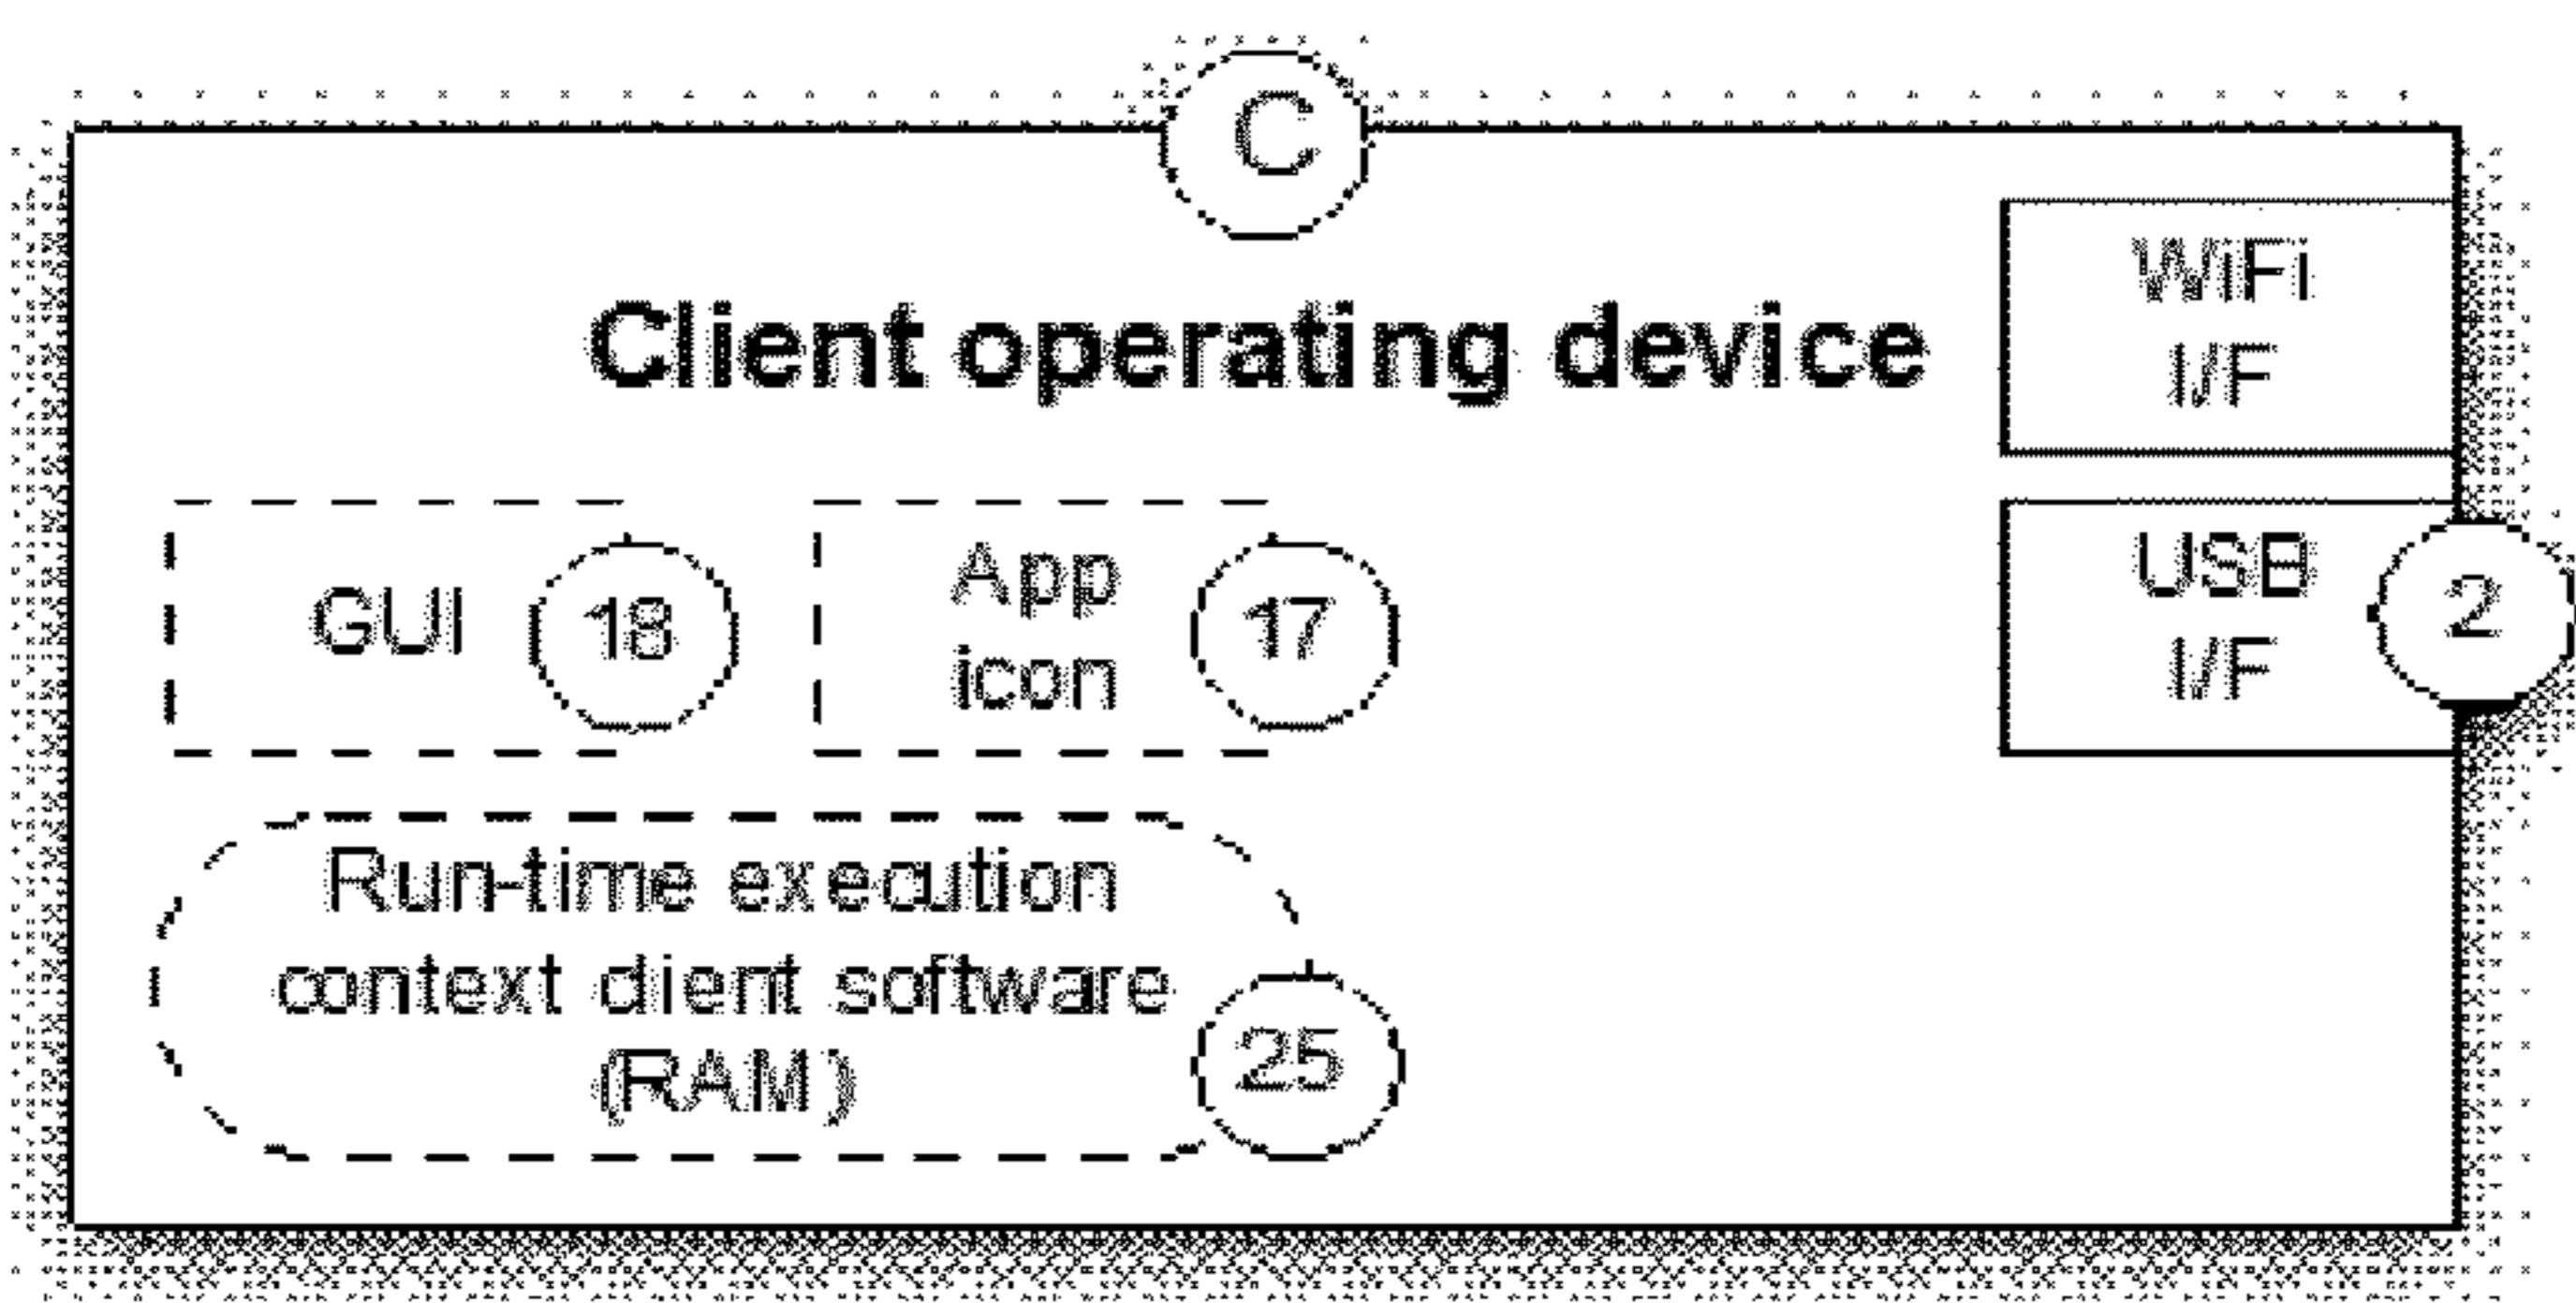 C
Client operating device
WiFi
I/F
GUI
18
App
icon
17
USB
I/F
2
Run-time execution
context client software
(RAM)
25